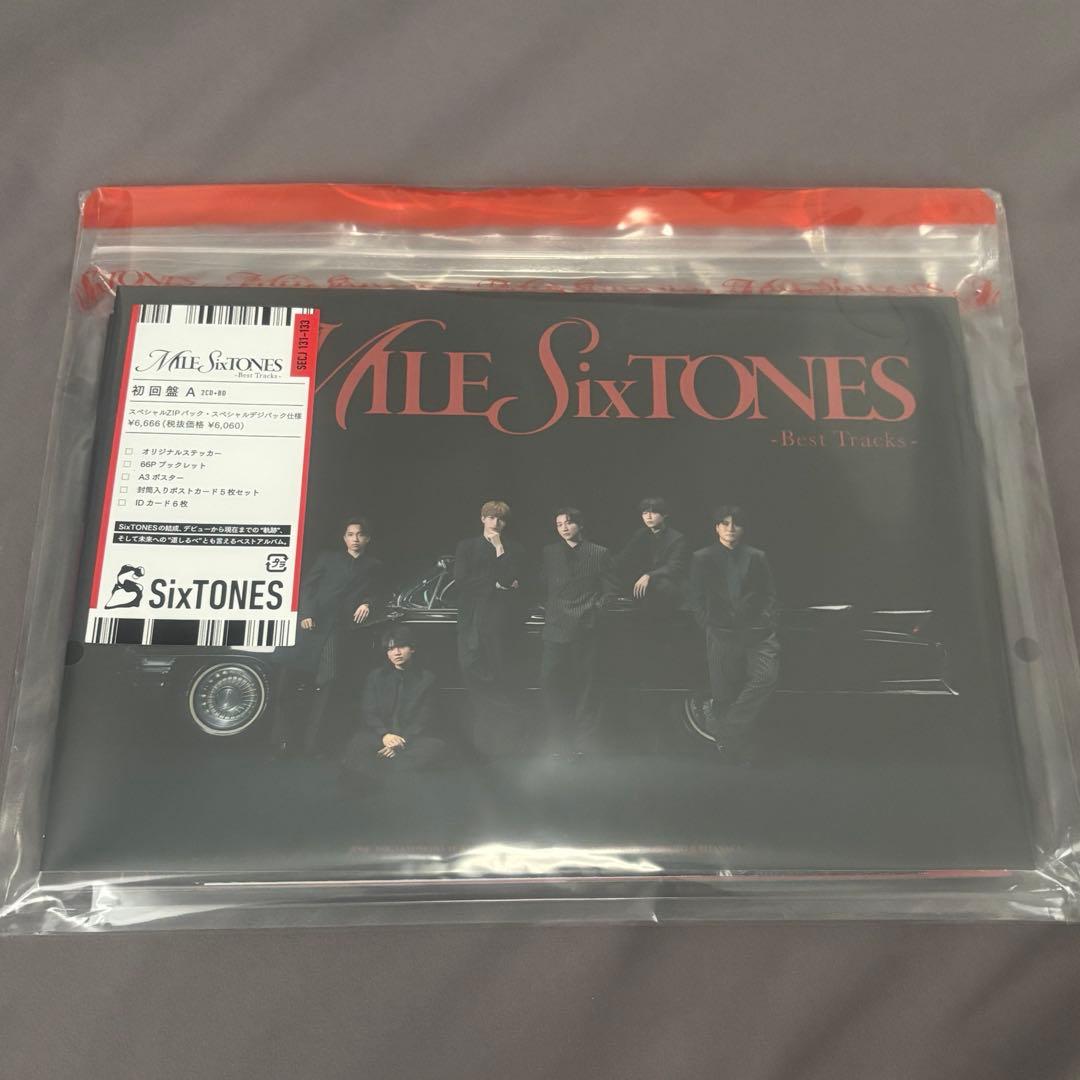 MILE SixTONES
-Best Tracks-
SECJ 131-133
初回盤 A 2CD+BD
スペシャルZIPパック・スペシャルデジパック仕様
¥6,666(税抜価格 ¥6,060)
□ オリジナルステッカー
□ 66P ブックレット
□ A3 ポスター
□ 封筒入りポストカード5枚セット
□ IDカード6枚
SixTONESの結成、デビューから現在までの“軌跡”、
そして未来への“道しるべ”とも言えるベストアルバム。
プラ
SixTONES
MILE SixTONES
-Best Tracks-